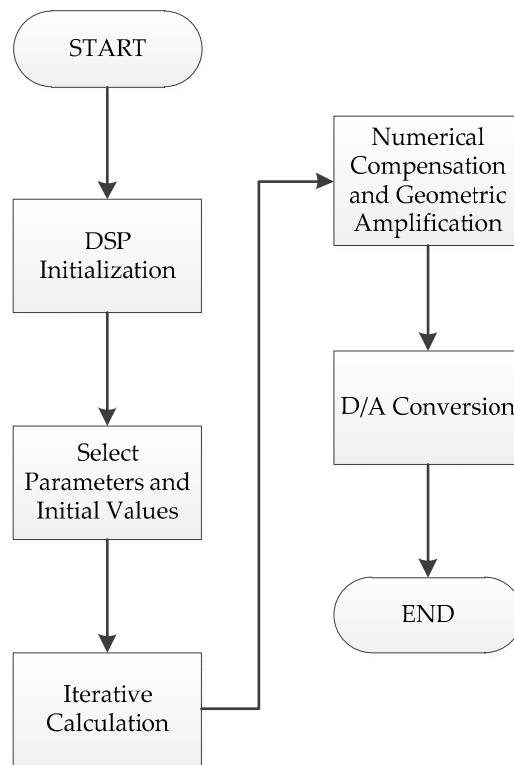 START
DSP
Initialization
Select
Parameters and
Initial Values
Iterative
Calculation
Numerical
Compensation
and Geometric
Amplification
D/A Conversion
END